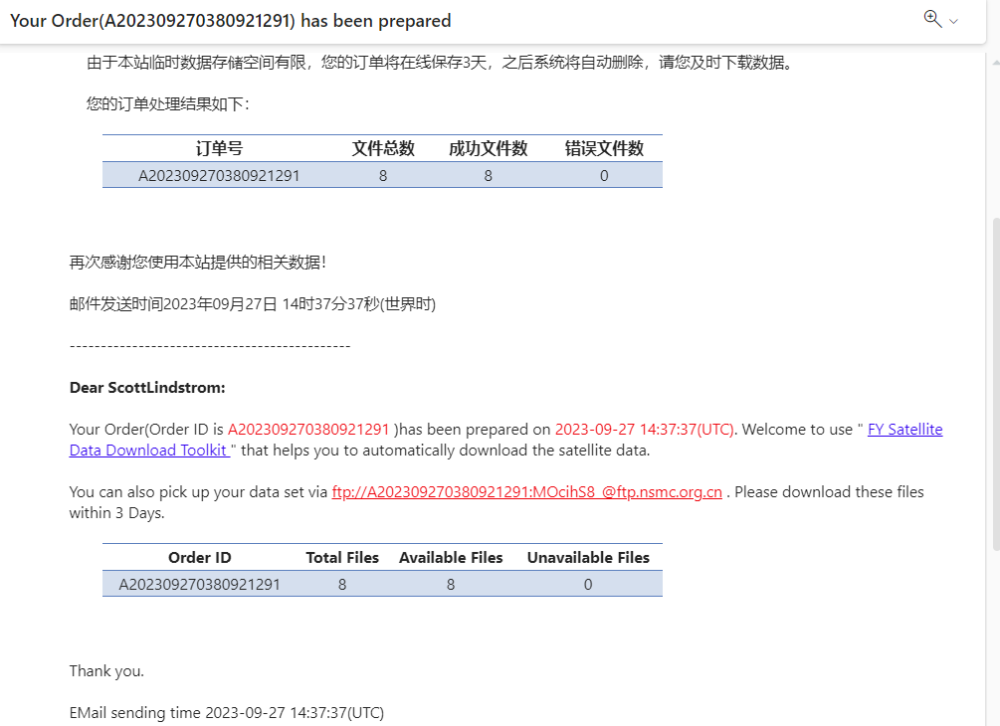 Your Order(A202309270380921291) has been prepared
由于本站临时数据存储空间有限，您的订单将在线保存3天，之后系统将自动删除，请您及时下载数据。
您的订单处理结果如下：
订单号 文件总数 成功文件数 错误文件数
A202309270380921291 8 8 0
再次感谢您使用本站提供的相关数据！
邮件发送时间2023年09月27日 14时37分37秒(世界时)
---------------------------------------------
Dear ScottLindstrom:
Your Order(Order ID is A202309270380921291 )has been prepared on 2023-09-27 14:37:37(UTC). Welcome to use " FY Satellite
Data Download Toolkit " that helps you to automatically download the satellite data.
You can also pick up your data set via ftp://A202309270380921291:MOcihS8_@ftp.nsmc.org.cn . Please download these files
within 3 Days.
Order ID Total Files Available Files Unavailable Files
A202309270380921291 8 8 0
Thank you.
EMail sending time 2023-09-27 14:37:37(UTC)